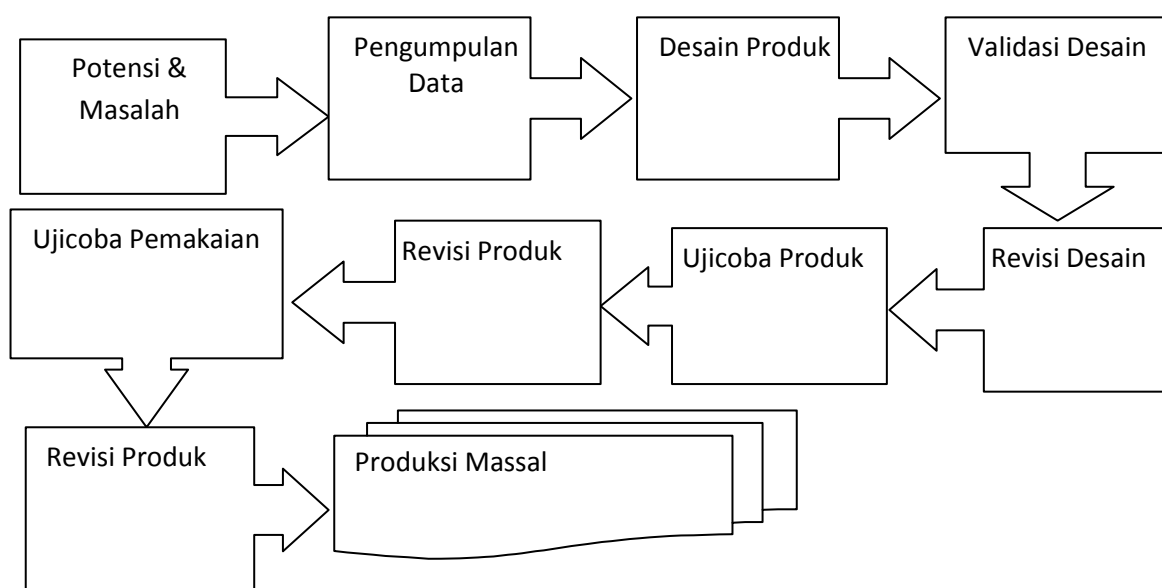 Potensi &
Masalah
Pengumpulan
Data
Desain Produk
Validasi Desain
Revisi Desain
Ujicoba Produk
Revisi Produk
Ujicoba Pemakaian
Revisi Produk
Produksi Massal